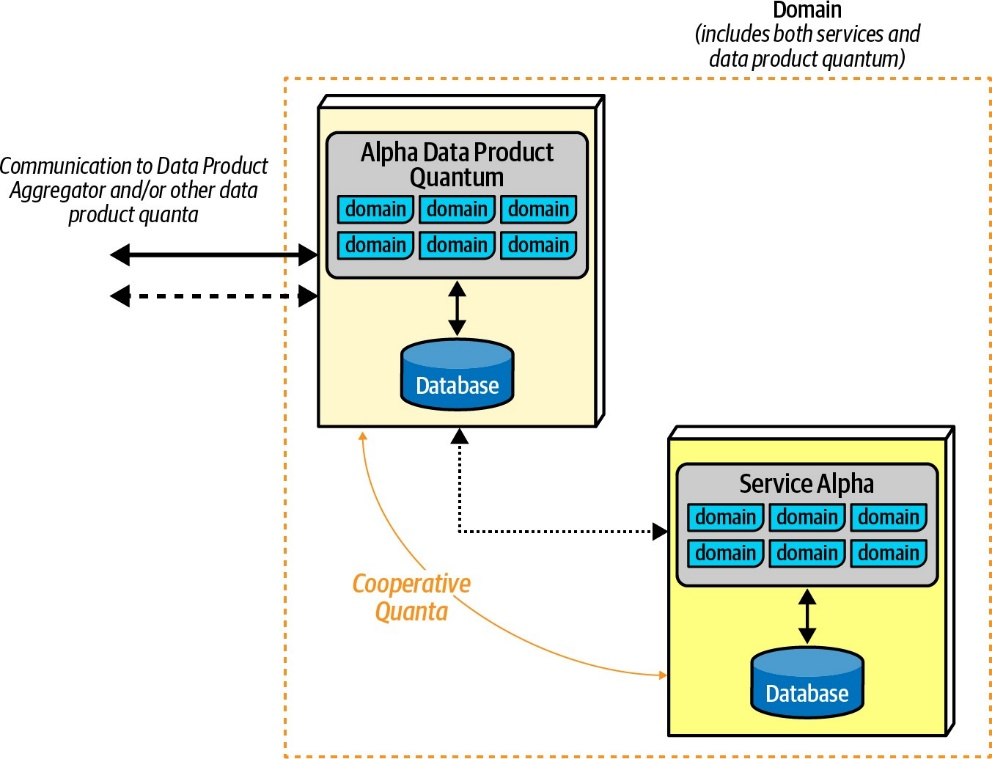 Domain
(includes both services and
data product quantum)
Communication to Data Product
Aggregator and/or other data
product quanta
Alpha Data Product
Quantum
domain domain domain
domain domain domain
Database
Service Alpha
domain domain domain
domain domain domain
Database
Cooperative
Quanta